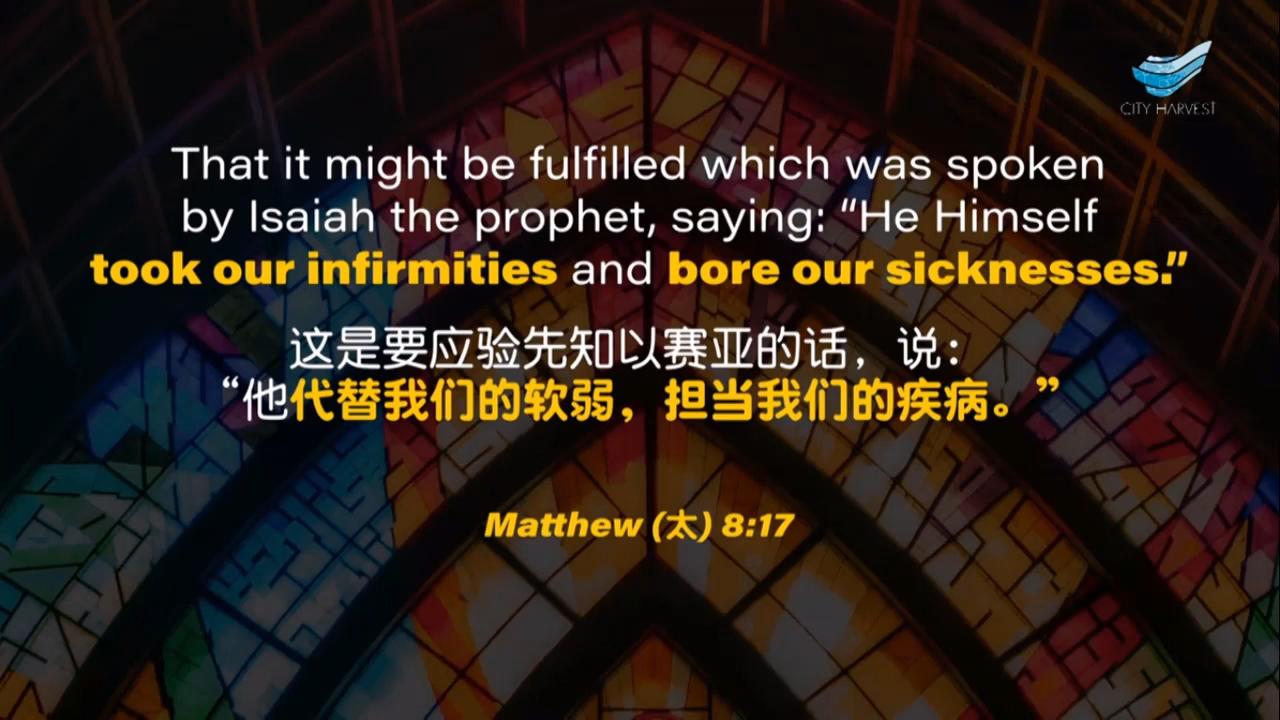 CITY HARVEST
That it might be fulfilled which was spoken
by Isaiah the prophet, saying: “He Himself
took our infirmities and bore our sicknesses.”
这是要应验先知以赛亚的话，说：
“他代替我们的软弱，担当我们的疾病。”
Matthew (太) 8:17